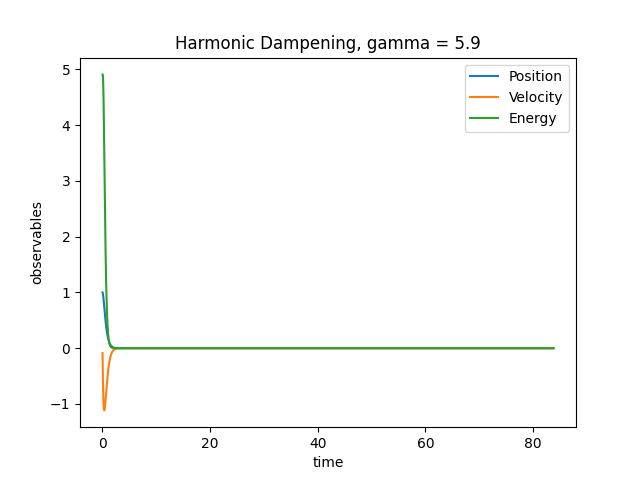 Harmonic Dampening, gamma = 5.9
Position
Velocity
Energy
5
4
3
2
1
0
−1
observables
0
20
40
60
80
time